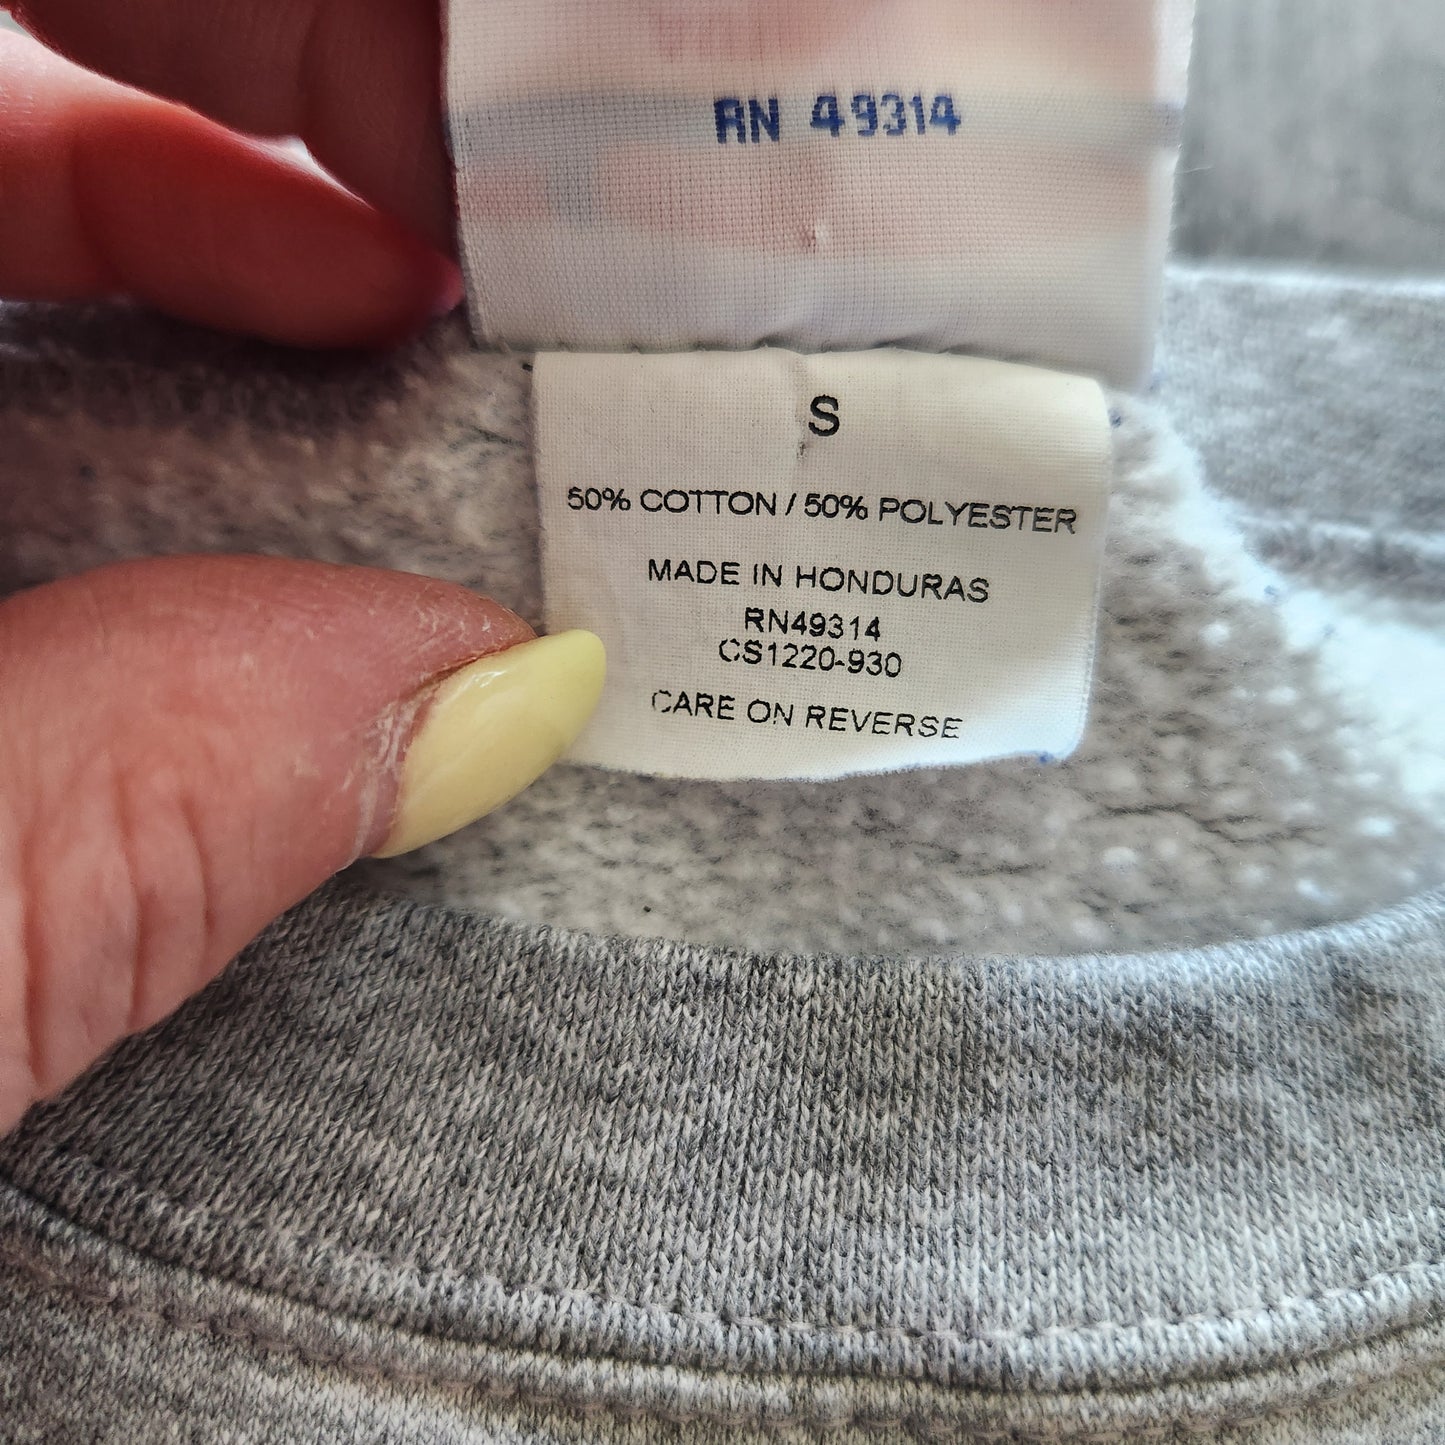 RN 49314
S
50% COTTON / 50% POLYESTER
MADE IN HONDURAS
RN49314
CS1220-930
CARE ON REVERSE